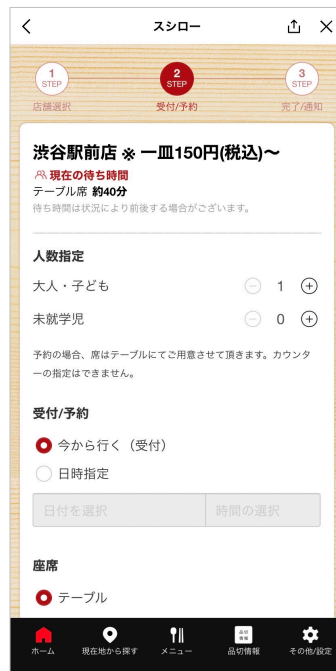 スシロー
1
STEP
店舗選択
2
STEP
受付/予約
3
STEP
完了/通知
渋谷駅前店 ※ 一皿150円(税込)〜
現在の待ち時間
テーブル席 約40分
待ち時間は状況により前後する場合がございます。
人数指定
大人・子ども 1
未就学児 0
予約の場合、席はテーブルにてご用意させて頂きます。カウンタ
ーの指定はできません。
受付/予約
今から行く（受付）
日時指定
日付を選択 時間の選択
座席
テーブル
ホーム 現在地から探す メニュー 品切情報 その他/設定